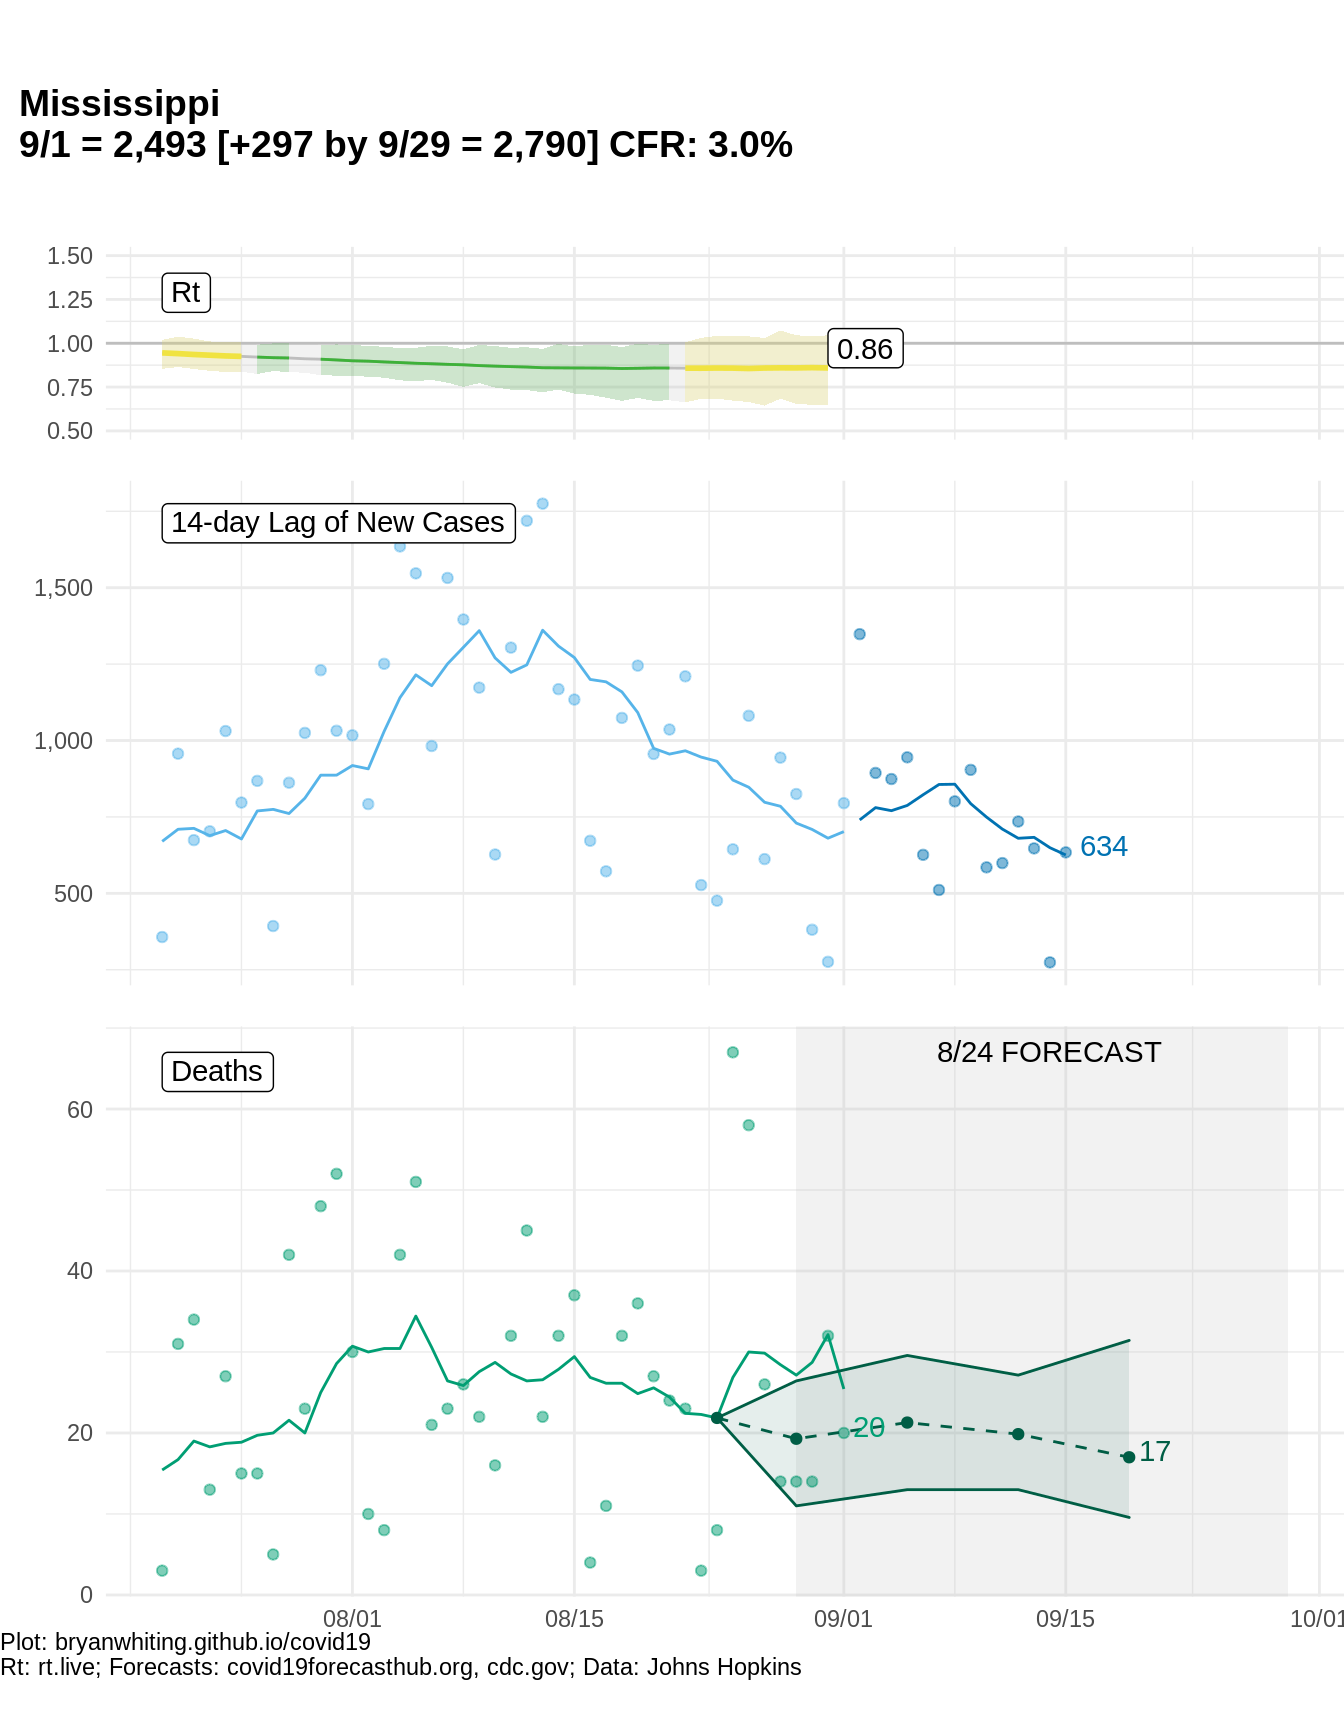 Mississippi
9/1 = 2,493 [+297 by 9/29 = 2,790] CFR: 3.0%
1.50
1.25
1.00
0.75
0.50
Rt
0.86
14-day Lag of New Cases
1,500
1,000
500
634
Deaths
8/24 FORECAST
60
40
20
0
20
17
08/01
08/15
09/01
09/15
10/01
Plot: bryanwhiting.github.io/covid19
Rt: rt.live; Forecasts: covid19forecasthub.org, cdc.gov; Data: Johns Hopkins